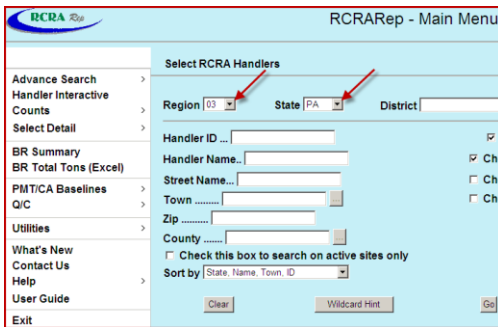 RCRA Rep
RCRARep - Main Menu
Select RCRA Handlers
Advance Search
Handler Interactive
Counts
Select Detail
BR Summary
BR Total Tons (Excel)
PMT/CA Baselines
Q/C
Utilities
What's New
Contact Us
Help
User Guide
Exit
Region 03 State PA District
Handler ID ...
Handler Name.. Ch
Street Name... Ch
Town ......... ... Ch
Zip ..........
County ....... ...
Check this box to search on active sites only
Sort by State, Name, Town, ID
Clear Wildcard Hint Go